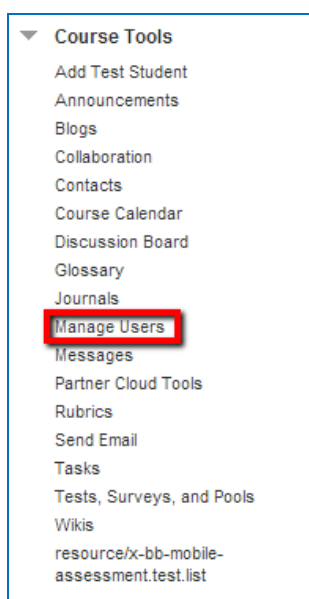 Course Tools
Add Test Student
Announcements
Blogs
Collaboration
Contacts
Course Calendar
Discussion Board
Glossary
Journals
Manage Users
Messages
Partner Cloud Tools
Rubrics
Send Email
Tasks
Tests, Surveys, and Pools
Wikis
resource/x-bb-mobile-
assessment.test.list